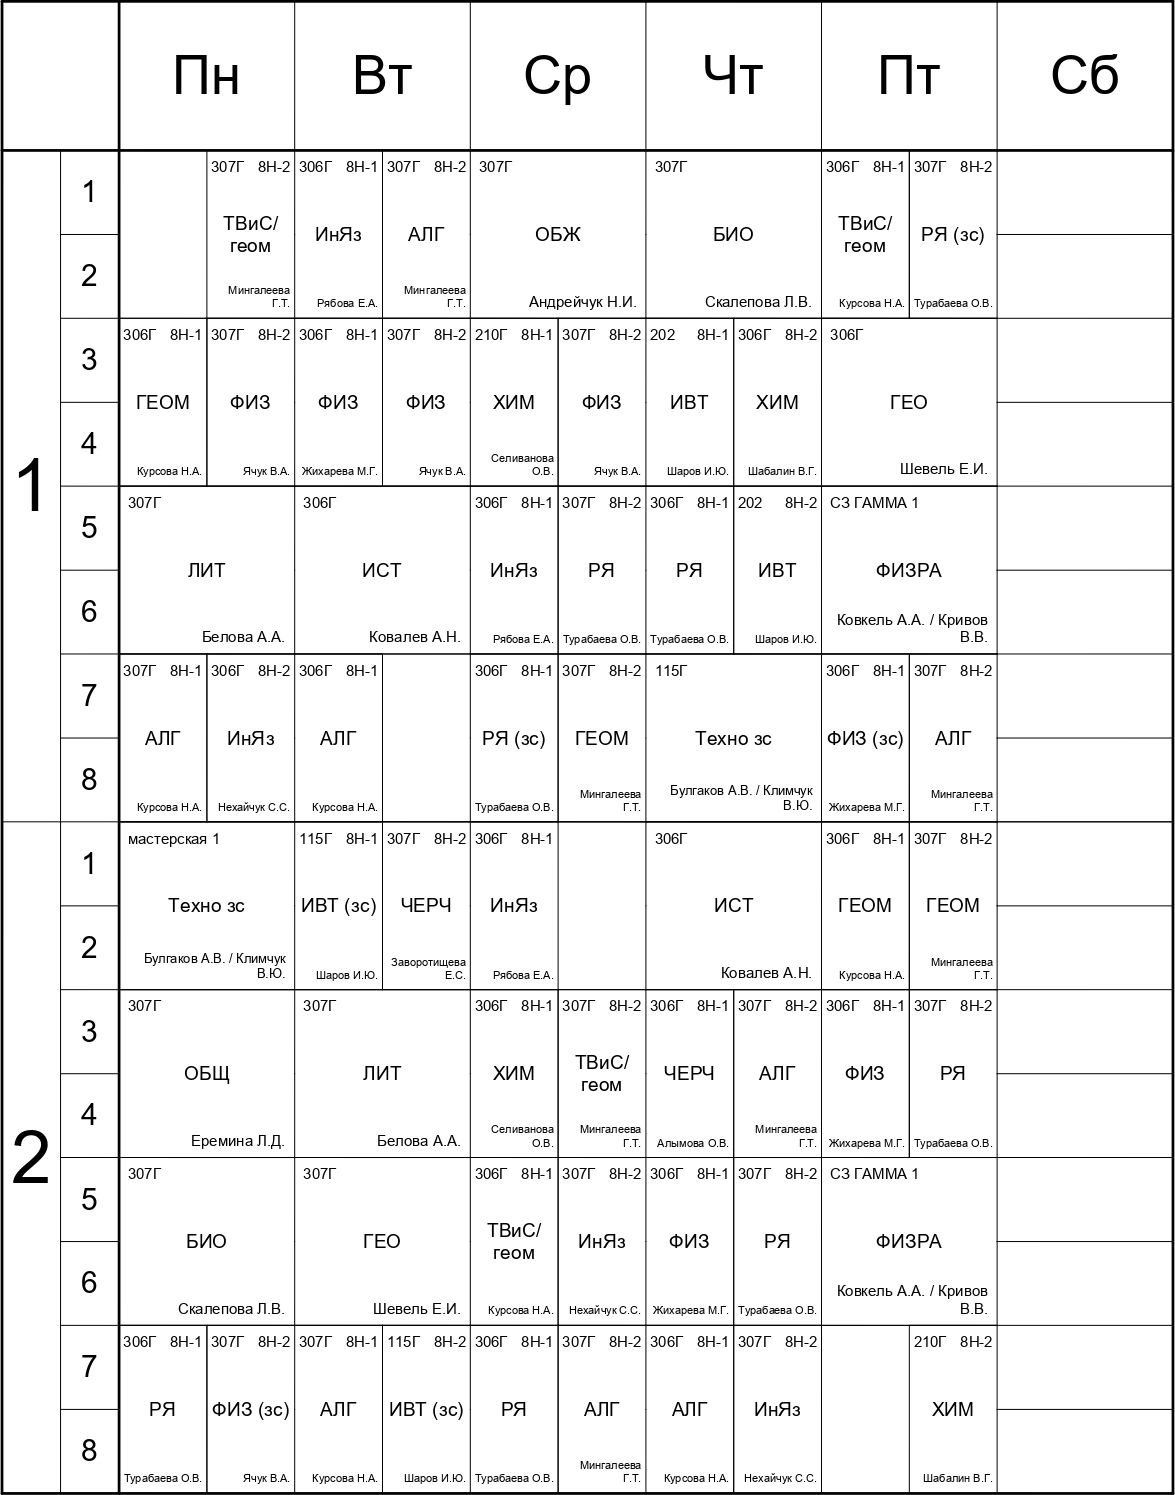 Пн Вт Ср Чт Пт Сб
1
1
2
307Г 8Н-2
ТВиС/
геом
Мингалеева
Г.Т.
306Г 8Н-1
ИнЯз
Рябова Е.А.
307Г 8Н-2
АЛГ
Мингалеева
Г.Т.
307Г
ОБЖ
Андрейчук Н.И.
307Г
БИО
Скалепова Л.В.
306Г 8Н-1
ТВиС/
геом
Курсова Н.А.
307Г 8Н-2
РЯ (зс)
Турабаева О.В.
3
4
306Г 8Н-1
ГЕОМ
Курсова Н.А.
307Г 8Н-2
ФИЗ
Ячук В.А.
306Г 8Н-1
ФИЗ
Жихарева М.Г.
307Г 8Н-2
ФИЗ
Ячук В.А.
210Г 8Н-1
ХИМ
Селиванова
О.В.
307Г 8Н-2
ФИЗ
Ячук В.А.
202 8Н-1
ИВТ
Шаров И.Ю.
306Г 8Н-2
ХИМ
Шабалин В.Г.
306Г
ГЕО
Шевель Е.И.
5
6
307Г
ЛИТ
Белова А.А.
306Г
ИСТ
Ковалев А.Н.
306Г 8Н-1
ИнЯз
Рябова Е.А.
307Г 8Н-2
РЯ
Турабаева О.В.
306Г 8Н-1
РЯ
Турабаева О.В.
202 8Н-2
ИВТ
Шаров И.Ю.
СЗ ГАММА 1
ФИЗРА
Ковкель А.А. / Кривов
В.В.
7
8
307Г 8Н-1
АЛГ
Курсова Н.А.
306Г 8Н-2
ИнЯз
Нехайчук С.С.
306Г 8Н-1
АЛГ
Курсова Н.А.
306Г 8Н-1
РЯ (зс)
Турабаева О.В.
307Г 8Н-2
ГЕОМ
Мингалеева
Г.Т.
115Г
Техно зс
Булгаков А.В. / Климчук
В.Ю.
306Г 8Н-1
ФИЗ (зс)
Жихарева М.Г.
307Г 8Н-2
АЛГ
Мингалеева
Г.Т.
2
1
2
мастерская 1
Техно зс
Булгаков А.В. / Климчук
В.Ю.
115Г 8Н-1
ИВТ (зс)
Шаров И.Ю.
307Г 8Н-2
ЧЕРЧ
Заворотищева
Е.С.
306Г 8Н-1
ИнЯз
Рябова Е.А.
306Г
ИСТ
Ковалев А.Н.
306Г 8Н-1
ГЕОМ
Курсова Н.А.
307Г 8Н-2
ГЕОМ
Мингалеева
Г.Т.
3
4
307Г
ОБЩ
Еремина Л.Д.
307Г
ЛИТ
Белова А.А.
306Г 8Н-1
ХИМ
Селиванова
О.В.
307Г 8Н-2
ТВиС/
геом
Мингалеева
Г.Т.
306Г 8Н-1
ЧЕРЧ
Алымова О.В.
307Г 8Н-2
АЛГ
Мингалеева
Г.Т.
306Г 8Н-1
ФИЗ
Жихарева М.Г.
307Г 8Н-2
РЯ
Турабаева О.В.
5
6
307Г
БИО
Скалепова Л.В.
307Г
ГЕО
Шевель Е.И.
306Г 8Н-1
ТВиС/
геом
Курсова Н.А.
307Г 8Н-2
ИнЯз
Нехайчук С.С.
306Г 8Н-1
ФИЗ
Жихарева М.Г.
307Г 8Н-2
РЯ
Турабаева О.В.
СЗ ГАММА 1
ФИЗРА
Ковкель А.А. / Кривов
В.В.
7
8
306Г 8Н-1
РЯ
Турабаева О.В.
307Г 8Н-2
ФИЗ (зс)
Ячук В.А.
307Г 8Н-1
АЛГ
Курсова Н.А.
115Г 8Н-2
ИВТ (зс)
Шаров И.Ю.
306Г 8Н-1
РЯ
Турабаева О.В.
307Г 8Н-2
АЛГ
Мингалеева
Г.Т.
306Г 8Н-1
АЛГ
Курсова Н.А.
307Г 8Н-2
ИнЯз
Нехайчук С.С.
210Г 8Н-2
ХИМ
Шабалин В.Г.